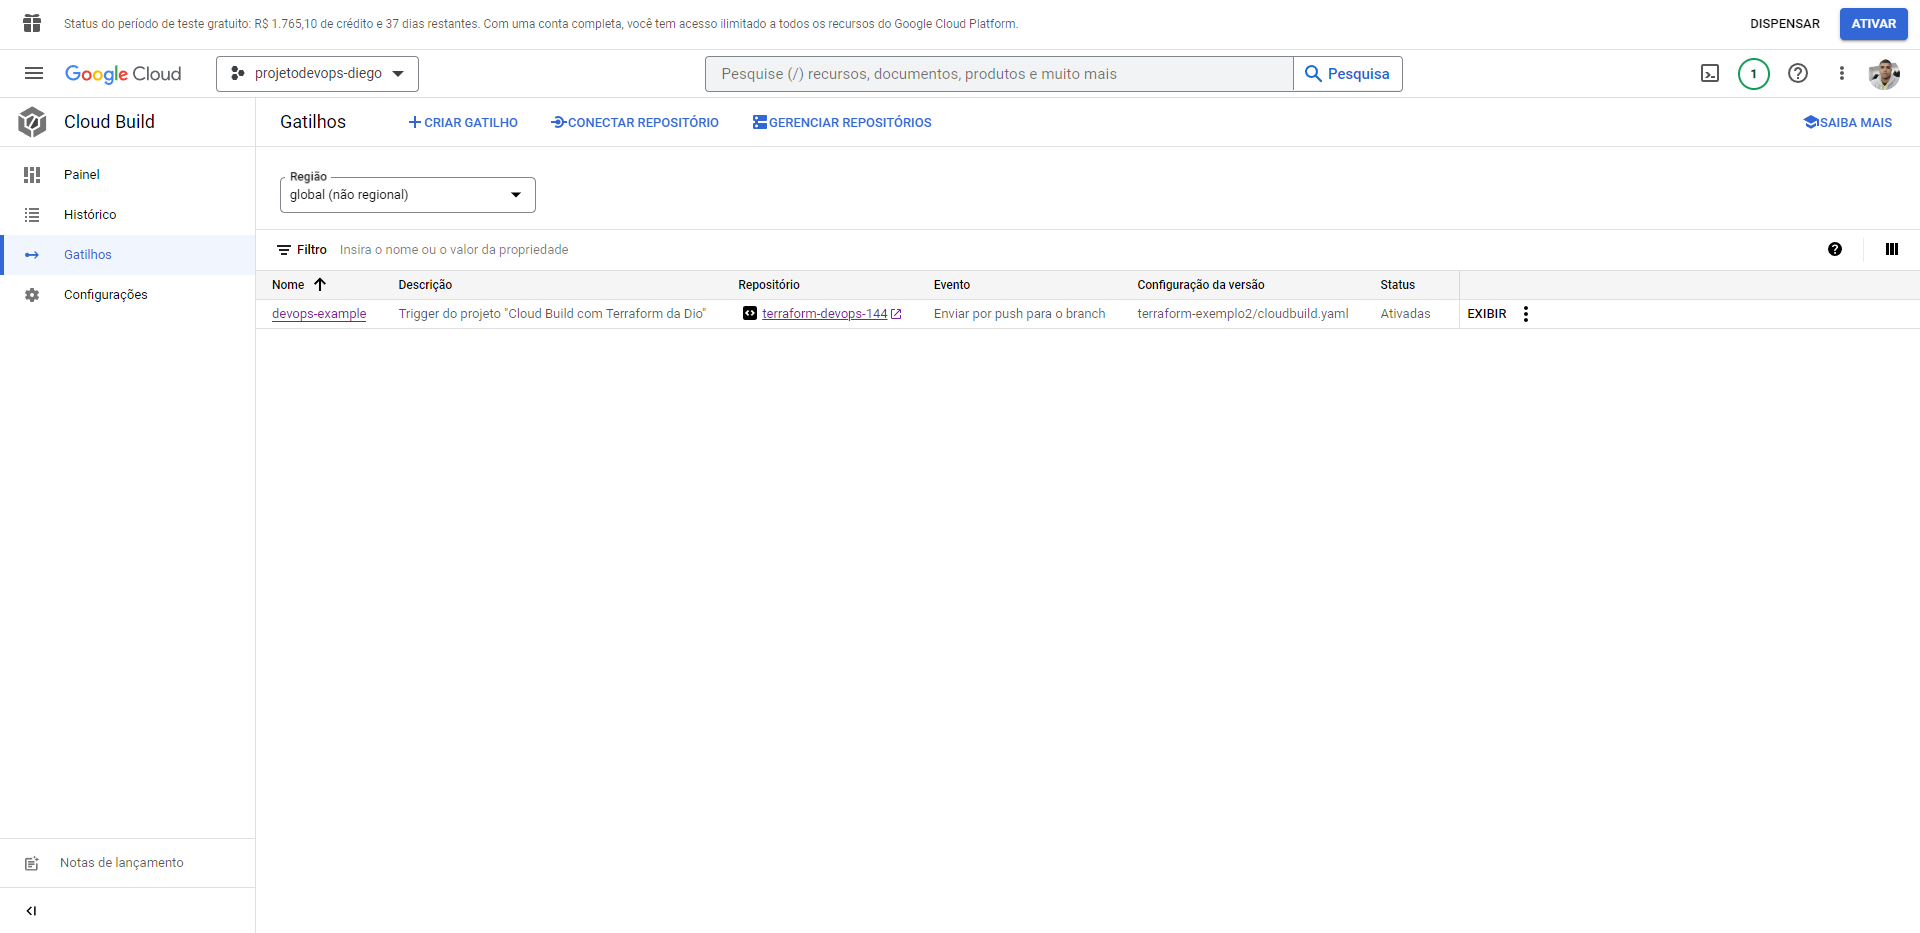 Status do período de teste gratuito: R$ 1.765,10 de crédito e 37 dias restantes. Com uma conta completa, você tem acesso ilimitado a todos os recursos do Google Cloud Platform.
DISPENSAR
ATIVAR
Google Cloud
projetodevops-diego
Pesquise (/) recursos, documentos, produtos e muito mais
Pesquisa
1
Cloud Build
Gatilhos
CRIAR GATILHO
CONECTAR REPOSITÓRIO
GERENCIAR REPOSITÓRIOS
SAIBA MAIS
Painel
Histórico
Gatilhos
Configurações
Região
global (não regional)
Filtro
Insira o nome ou o valor da propriedade
Nome
Descrição
Repositório
Evento
Configuração da versão
Status
devops-example
Trigger do projeto "Cloud Build com Terraform da Dio"
terraform-devops-144
Enviar por push para o branch
terraform-exemplo2/cloudbuild.yaml
Ativadas
EXIBIR
Notas de lançamento